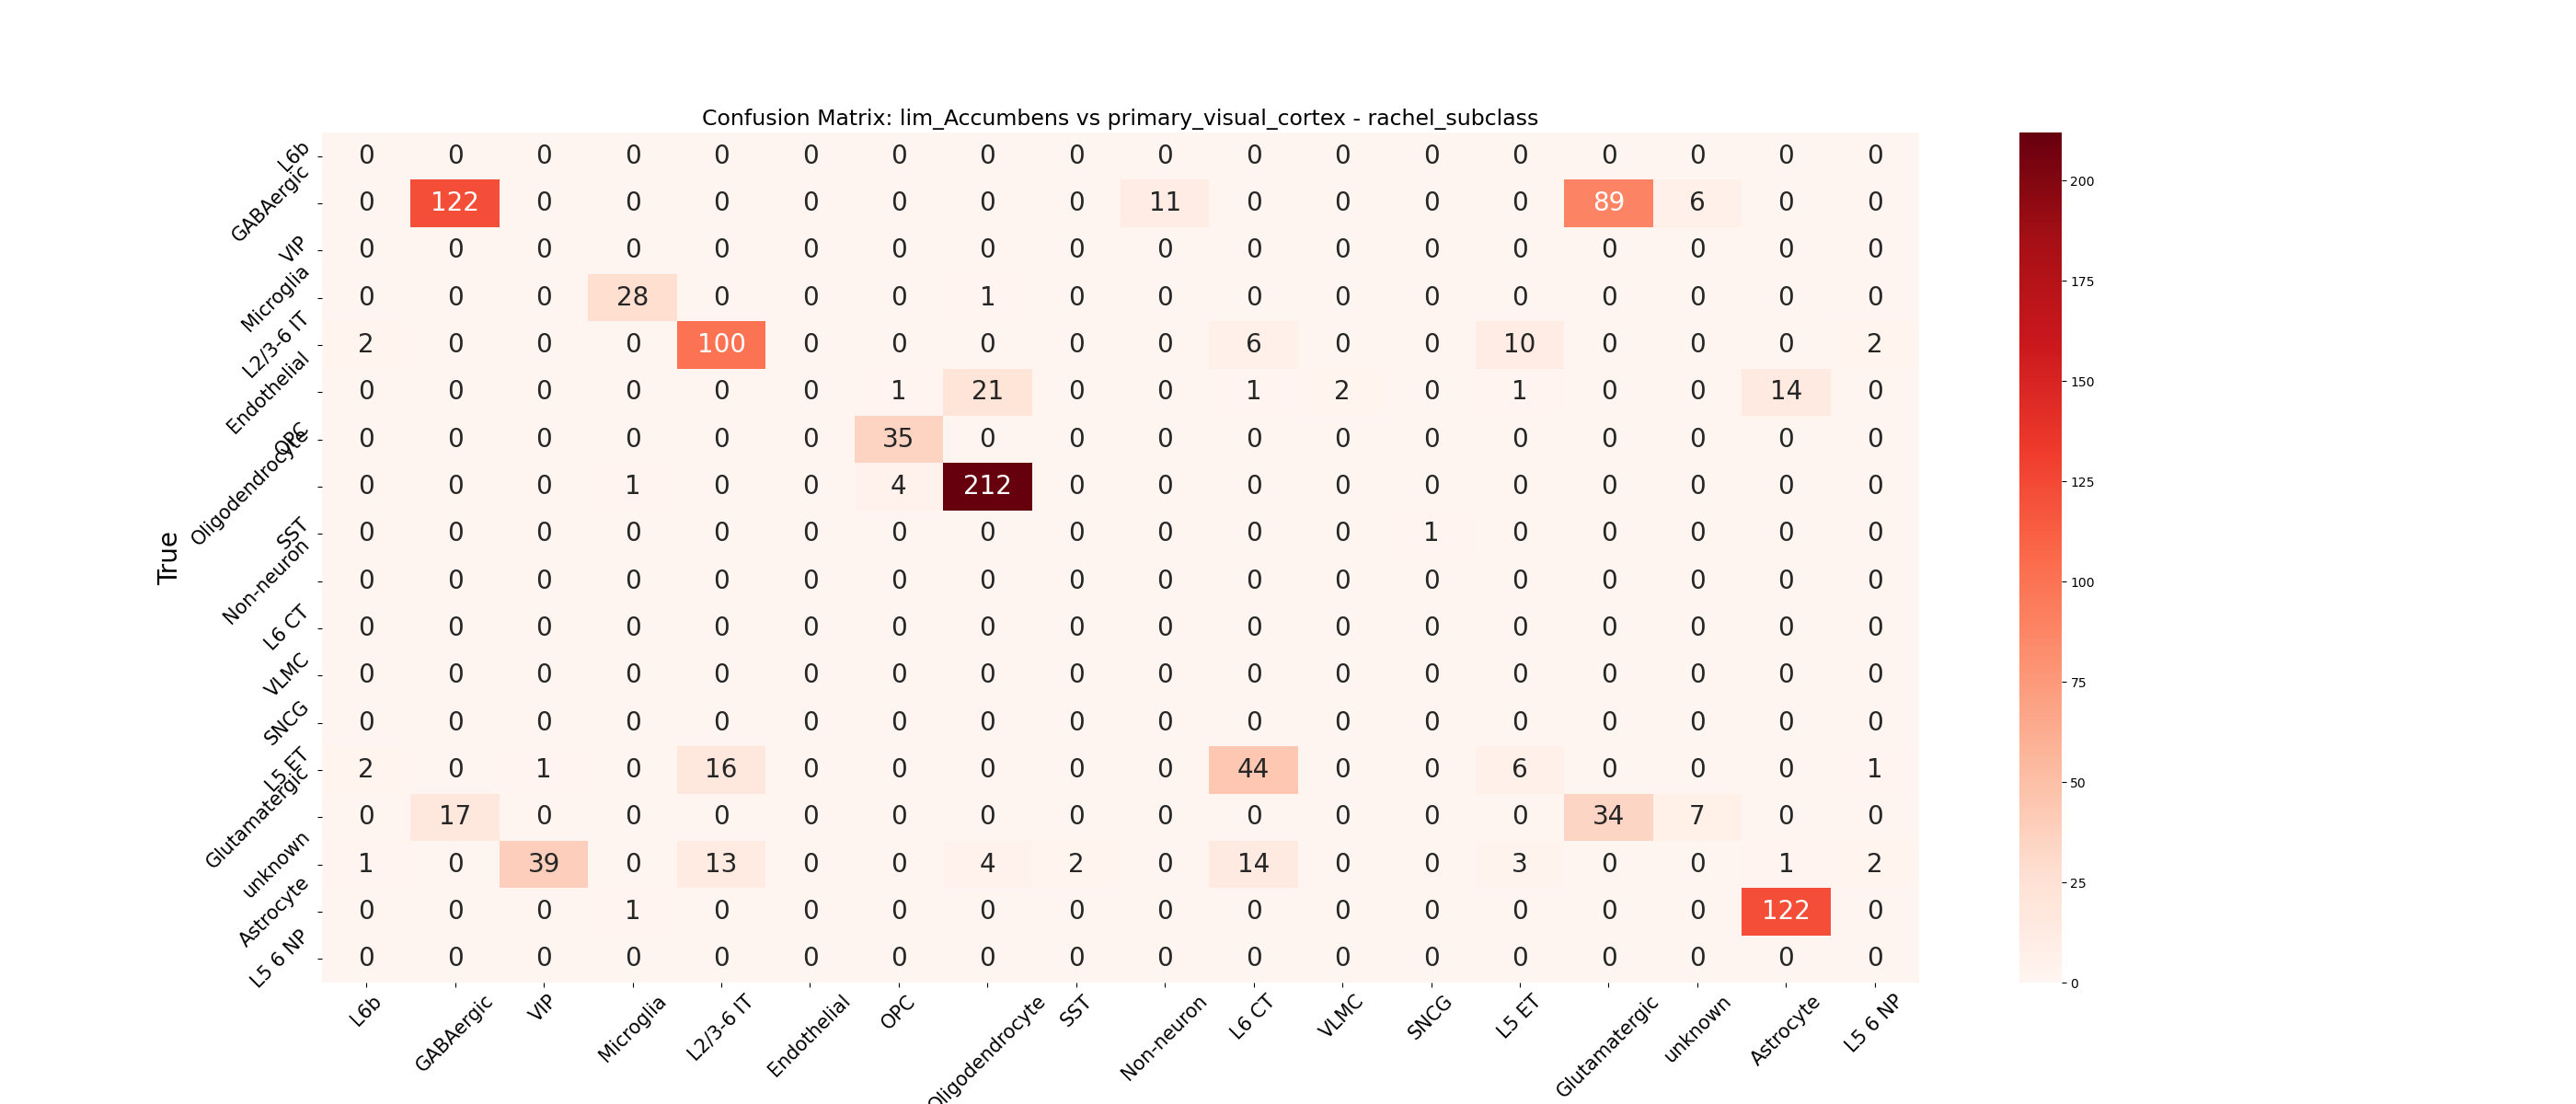 Confusion Matrix: lim_Accumbens vs primary_visual_cortex - rachel_subclass
True
L6b 0 0 0 0 0 0 0 0 0 0 0 0 0 0 0 0 0 0
GABAergic 0 122 0 0 0 0 0 0 0 11 0 0 0 0 89 6 0 0
VIP 0 0 0 0 0 0 0 0 0 0 0 0 0 0 0 0 0 0
Microglia 0 0 0 28 0 0 0 1 0 0 0 0 0 0 0 0 0 0
L2/3-6 IT 2 0 0 0 100 0 0 0 0 0 6 0 0 10 0 0 0 2
Endothelial 0 0 0 0 0 0 1 21 0 0 1 2 0 1 0 0 14 0
OPC 0 0 0 0 0 0 35 0 0 0 0 0 0 0 0 0 0 0
Oligodendrocyte 0 0 0 1 0 0 4 212 0 0 0 0 0 0 0 0 0 0
SST 0 0 0 0 0 0 0 0 0 0 0 0 1 0 0 0 0 0
Non-neuron 0 0 0 0 0 0 0 0 0 0 0 0 0 0 0 0 0 0
L6 CT 0 0 0 0 0 0 0 0 0 0 0 0 0 0 0 0 0 0
VLMC 0 0 0 0 0 0 0 0 0 0 0 0 0 0 0 0 0 0
SNCG 0 0 0 0 0 0 0 0 0 0 0 0 0 0 0 0 0 0
L5 ET 2 0 1 0 16 0 0 0 0 0 44 0 0 6 0 0 0 1
Glutamatergic 0 17 0 0 0 0 0 0 0 0 0 0 0 0 34 7 0 0
unknown 1 0 39 0 13 0 0 4 2 0 14 0 0 3 0 0 1 2
Astrocyte 0 0 0 1 0 0 0 0 0 0 0 0 0 0 0 0 122 0
L5 6 NP 0 0 0 0 0 0 0 0 0 0 0 0 0 0 0 0 0 0
L6b GABAergic VIP Microglia L2/3-6 IT Endothelial OPC Oligodendrocyte SST Non-neuron L6 CT VLMC SNCG L5 ET Glutamatergic unknown Astrocyte L5 6 NP
200
175
150
125
100
75
50
25
0